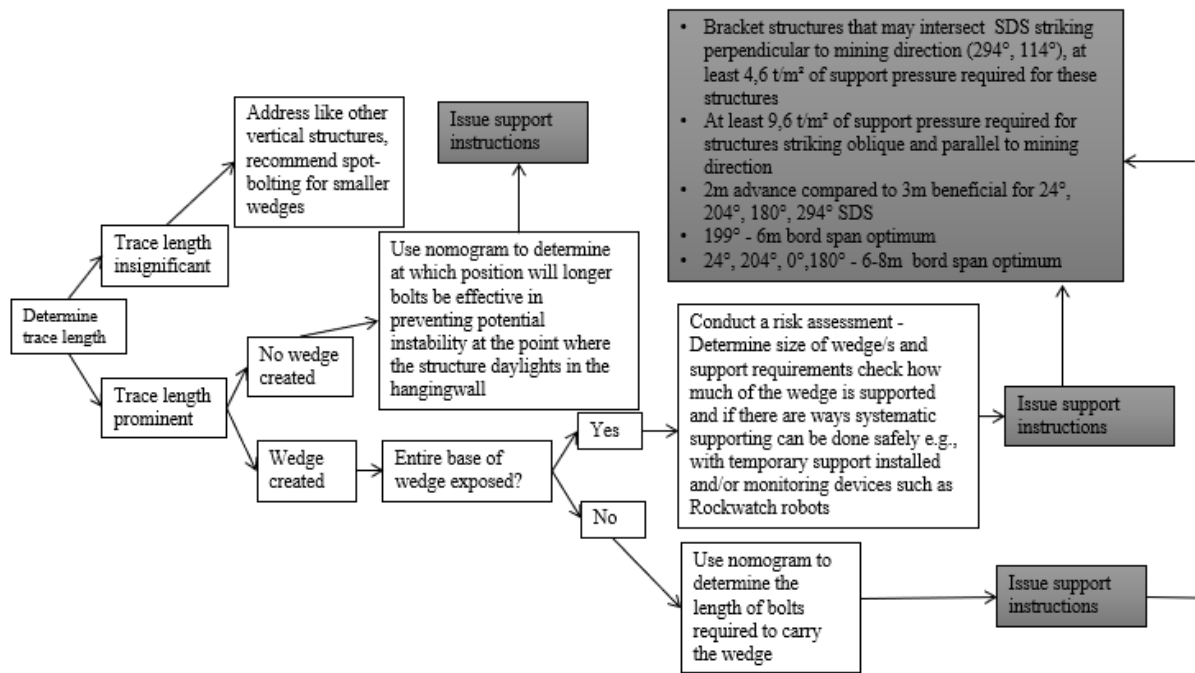 Determine
trace length
Trace length
insignificant
Address like other
vertical structures,
recommend spot-
bolting for smaller
wedges
Trace length
prominent
No wedge
created
Use nomogram to determine
at which position will longer
bolts be effective in
preventing potential
instability at the point where
the structure daylights in the
hangingwall
Issue support
instructions
Wedge
created
Entire base of
wedge exposed?
Yes
Conduct a risk assessment -
Determine size of wedge/s and
support requirements check how
much of the wedge is supported
and if there are ways systematic
supporting can be done safely e.g.,
with temporary support installed
and/or monitoring devices such as
Rockwatch robots
Issue support
instructions
No
Use nomogram to
determine the
length of bolts
required to carry
the wedge
Issue support
instructions
• Bracket structures that may intersect SDS striking
perpendicular to mining direction (294°, 114°), at
least 4,6 t/m² of support pressure required for these
structures
• At least 9,6 t/m² of support pressure required for
structures striking oblique and parallel to mining
direction
• 2m advance compared to 3m beneficial for 24°,
204°, 180°, 294° SDS
• 199° - 6m bord span optimum
• 24°, 204°, 0°,180° - 6-8m bord span optimum